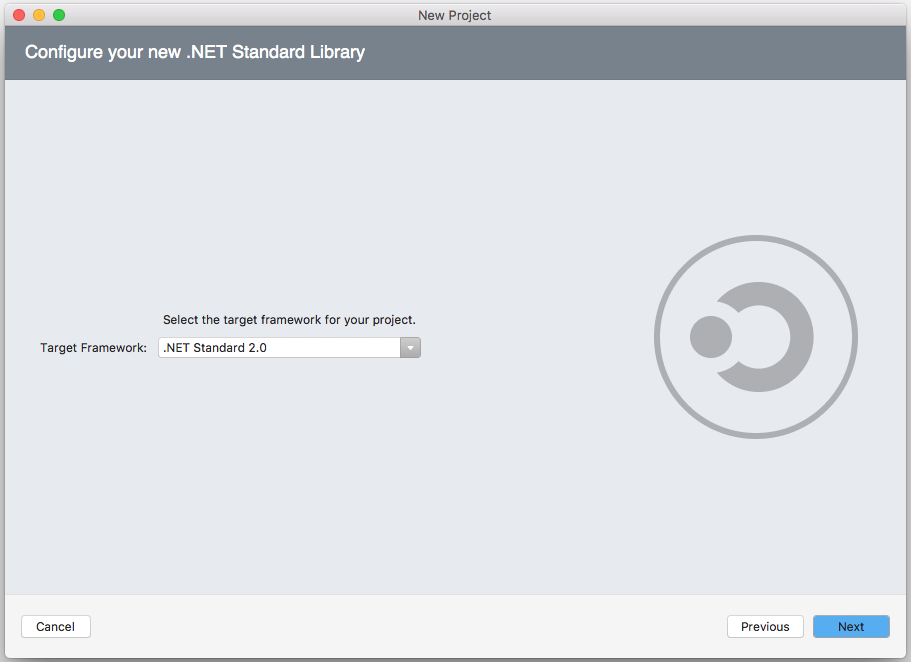 New Project
Configure your new .NET Standard Library
Select the target framework for your project.
Target Framework: .NET Standard 2.0
Cancel Previous Next